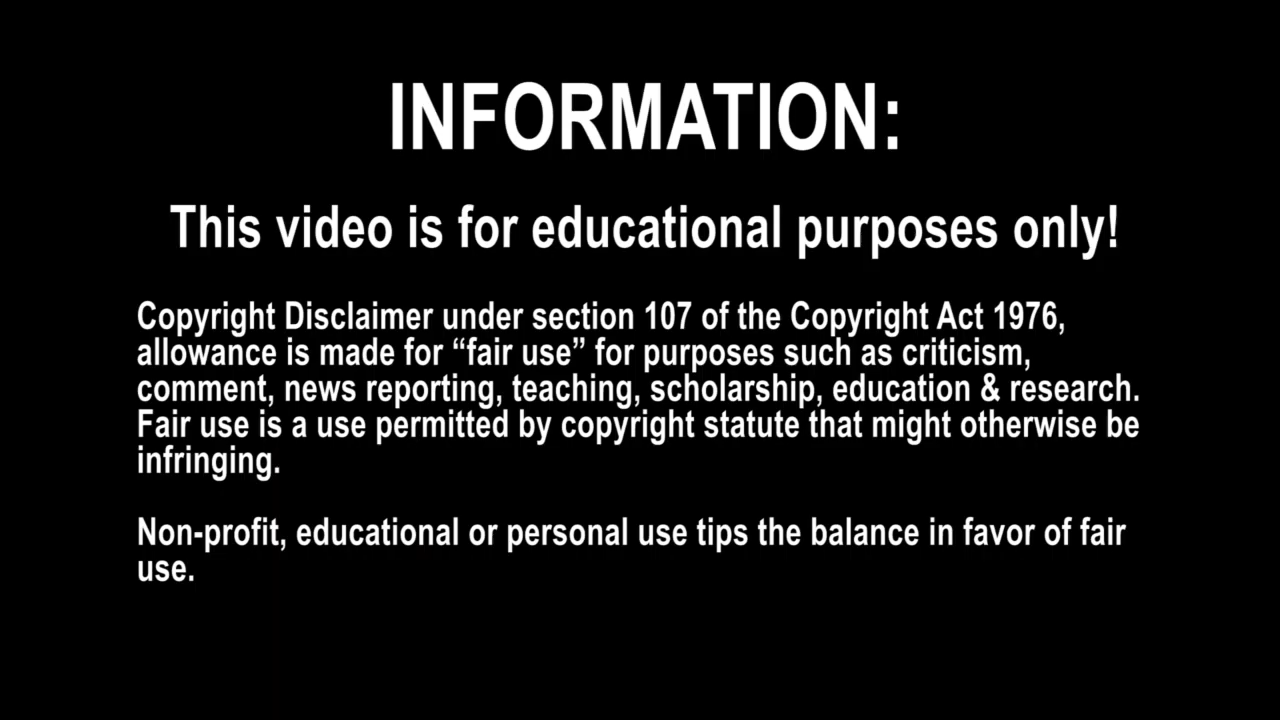 INFORMATION:
This video is for educational purposes only!
Copyright Disclaimer under section 107 of the Copyright Act 1976,
allowance is made for “fair use” for purposes such as criticism,
comment, news reporting, teaching, scholarship, education & research.
Fair use is a use permitted by copyright statute that might otherwise be
infringing.
Non-profit, educational or personal use tips the balance in favor of fair
use.